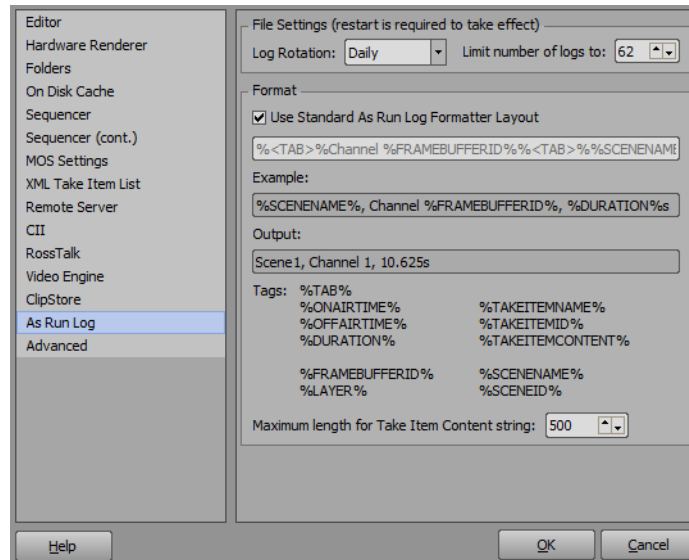 Editor
Hardware Renderer
Folders
On Disk Cache
Sequencer
Sequencer (cont.)
MOS Settings
XML Take Item List
Remote Server
CII
RossTalk
Video Engine
ClipStore
As Run Log
Advanced
File Settings (restart is required to take effect)
Log Rotation: Daily Limit number of logs to: 62
Format
Use Standard As Run Log Formatter Layout
%<TAB>%Channel %FRAMEBUFFERID%%<TAB>%%SCENENAME
Example:
%SCENENAME%, Channel %FRAMEBUFFERID%, %DURATION%s
Output:
Scene1, Channel 1, 10.625s
Tags: %TAB%
%ONAIRTIME% %TAKEITEMNAME%
%OFFAIRTIME% %TAKEITEMID%
%DURATION% %TAKEITEMCONTENT%
%FRAMEBUFFERID% %SCENENAME%
%LAYER% %SCENEID%
Maximum length for Take Item Content string: 500
Help OK Cancel